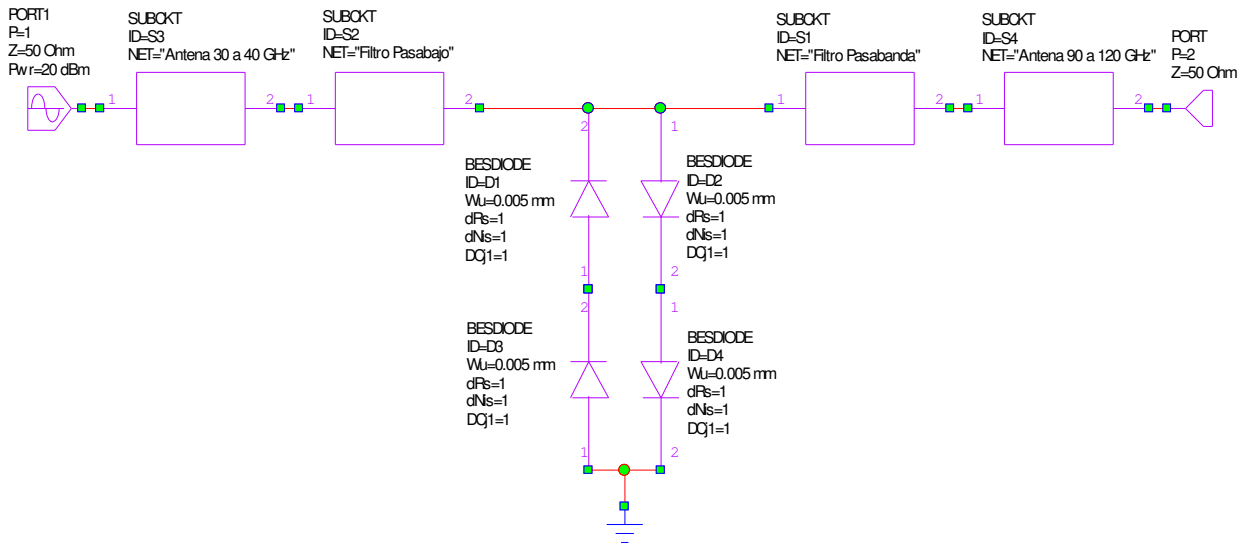 PORT1
P=1
Z=50 Ohm
Pwr=20 dBm
SUBCKT
ID=S3
NET="Antena 30 a 40 GHz"
SUBCKT
ID=S2
NET="Filtro Pasabajo"
SUBCKT
ID=S1
NET="Filtro Pasabanda"
SUBCKT
ID=S4
NET="Antena 90 a 120 GHz"
PORT
P=2
Z=50 Ohm
1
2
1
2
1
2
1
2
2
1
BESDIODE
ID=D1
Wu=0.005 mm
dRs=1
dNis=1
DCj1=1
BESDIODE
ID=D2
Wu=0.005 mm
dRs=1
dNis=1
DCj1=1
1
2
2
1
BESDIODE
ID=D3
Wu=0.005 mm
dRs=1
dNis=1
DCj1=1
BESDIODE
ID=D4
Wu=0.005 mm
dRs=1
dNis=1
DCj1=1
1
2